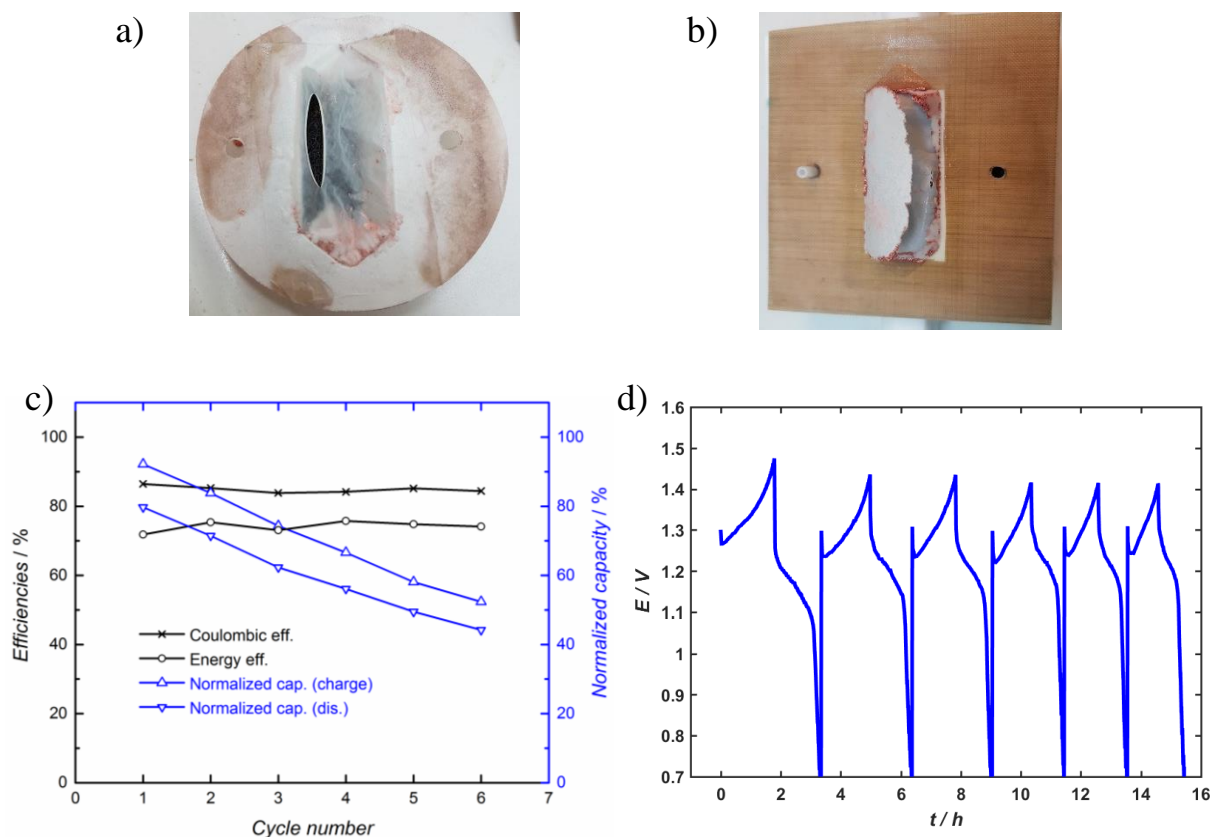 a)
b)
c)
100
80
60
40
20
0
Efficiencies / %
100
80
60
40
20
0
Normalized capacity / %
Coulombic eff.
Energy eff.
Normalized cap. (charge)
Normalized cap. (dis.)
0 1 2 3 4 5 6 7
Cycle number
d)
1.6
1.5
1.4
1.3
1.2
1.1
1
0.9
0.8
0.7
E / V
0 2 4 6 8 10 12 14 16
t / h